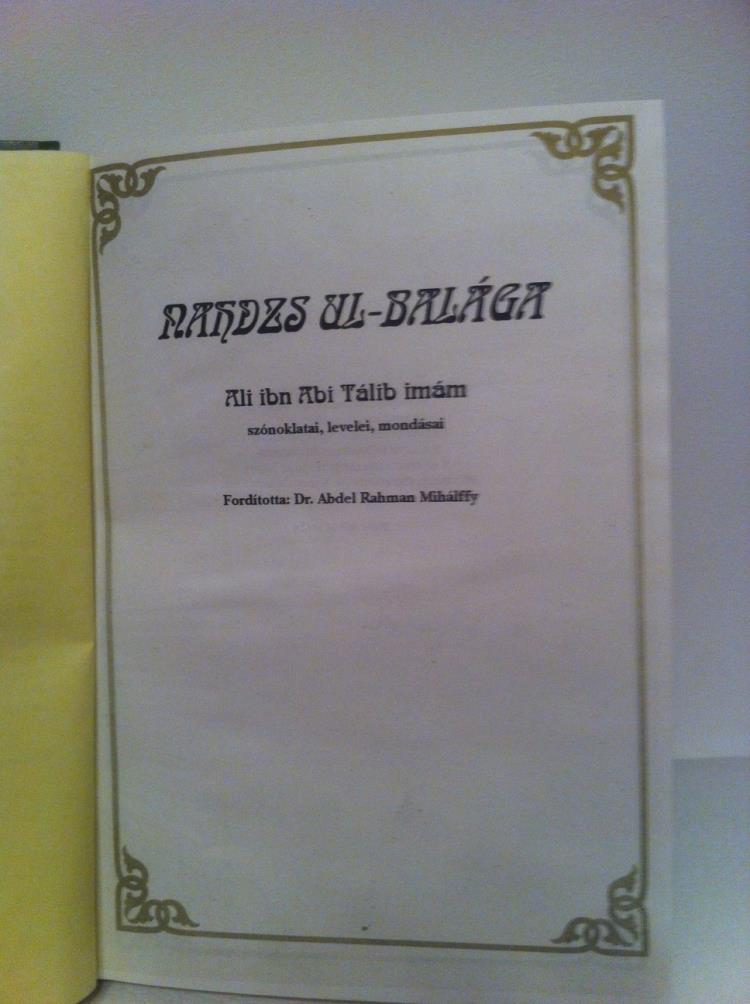 NAHDZS UL-BALÁGA
Ali ibn Abi Tálib imám
szónoklatai, levelei, mondásai
Fordította: Dr. Abdel Rahman Mihálffy